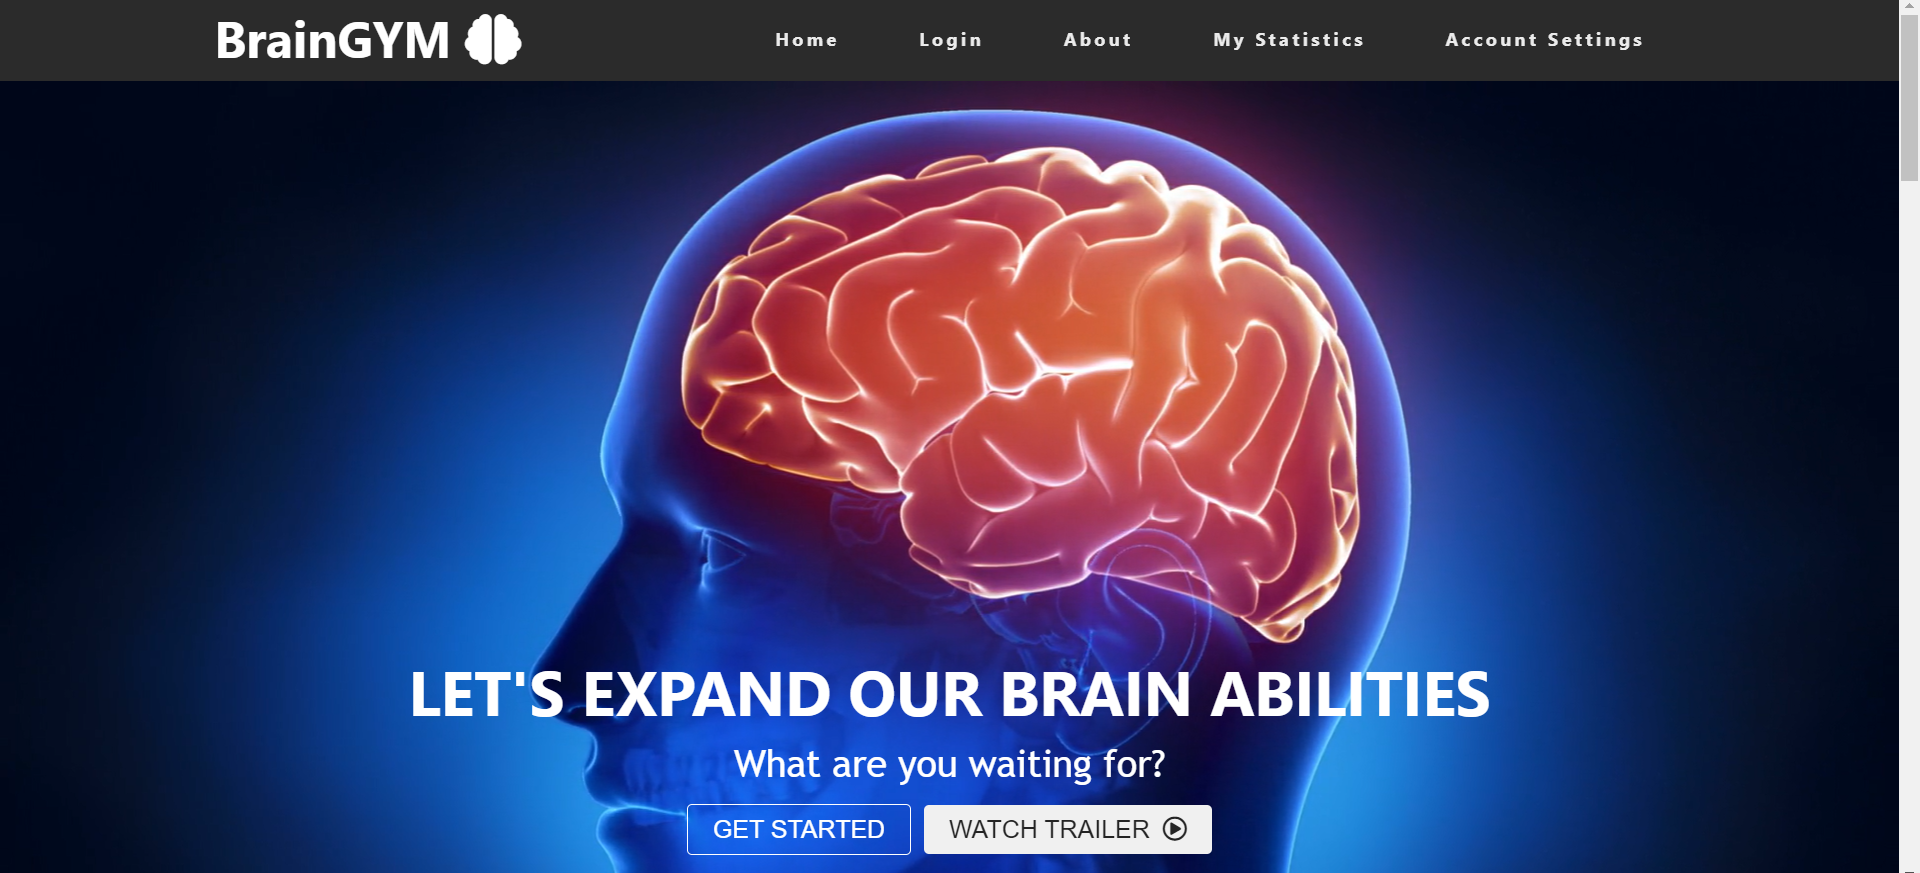 BrainGYM
Home Login About My Statistics Account Settings
LET'S EXPAND OUR BRAIN ABILITIES
What are you waiting for?
GET STARTED WATCH TRAILER